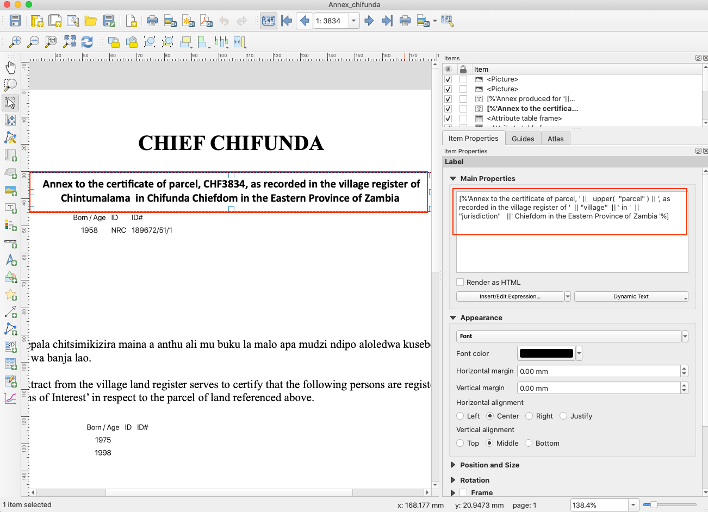 Annex_chifunda
1: 3834
CHIEF CHIFUNDA
Annex to the certificate of parcel, CHF3834, as recorded in the village register of
Chintumalama in Chifunda Chiefdom in the Eastern Province of Zambia
Born / Age ID ID#
1958 NRC 189672/51/1
pala chitsimikizira maina a anthu ali mu buku la malo apa mudzi ndipo aloledwa kusebe
wa banja lao.
tract from the village land register serves to certify that the following persons are regist
is of Interest' in respect to the parcel of land referenced above.
Born / Age ID ID#
1975
1998
Items
Item
<Picture>
<Picture>
[%'Annex produced for '||...
[%'Annex to the certifica...
<Attribute table frame>
Item Properties Guides Atlas
Item Properties
Label
Main Properties
[%'Annex to the certificate of parcel, ' || upper( "parcel" ) || ', as
recorded in the village register of ' || "village" || ' in ' ||
"jurisdiction" || ' Chiefdom in the Eastern Province of Zambia '%]
Render as HTML
Insert/Edit Expression... Dynamic Text
Appearance
Font
Font color
Horizontal margin 0.00 mm
Vertical margin 0.00 mm
Horizontal alignment
Left Center Right Justify
Vertical alignment
Top Middle Bottom
Position and Size
Rotation
Frame
1 item selected
x: 168.177 mm y: 20.9473 mm page: 1 138.4%